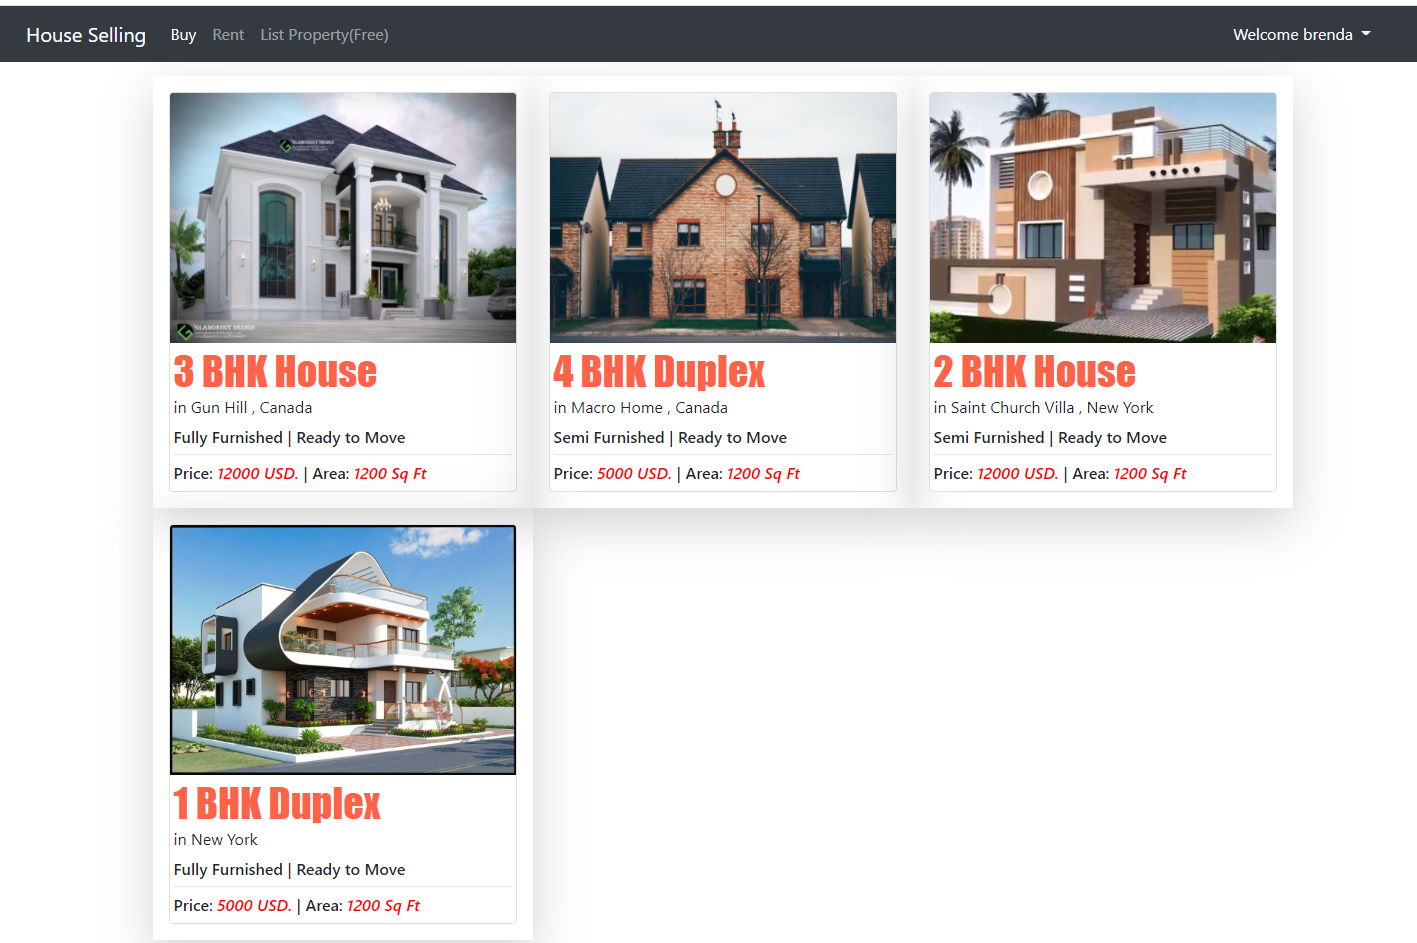 House Selling Buy Rent List Property(Free) Welcome brenda
GLAMGEDOT DESIGN
GLAMGEDOT DESIGN
3 BHK House
in Gun Hill , Canada
Fully Furnished | Ready to Move
Price: 12000 USD. | Area: 1200 Sq Ft
4 BHK Duplex
in Macro Home , Canada
Semi Furnished | Ready to Move
Price: 5000 USD. | Area: 1200 Sq Ft
2 BHK House
in Saint Church Villa , New York
Semi Furnished | Ready to Move
Price: 12000 USD. | Area: 1200 Sq Ft
1 BHK Duplex
in New York
Fully Furnished | Ready to Move
Price: 5000 USD. | Area: 1200 Sq Ft